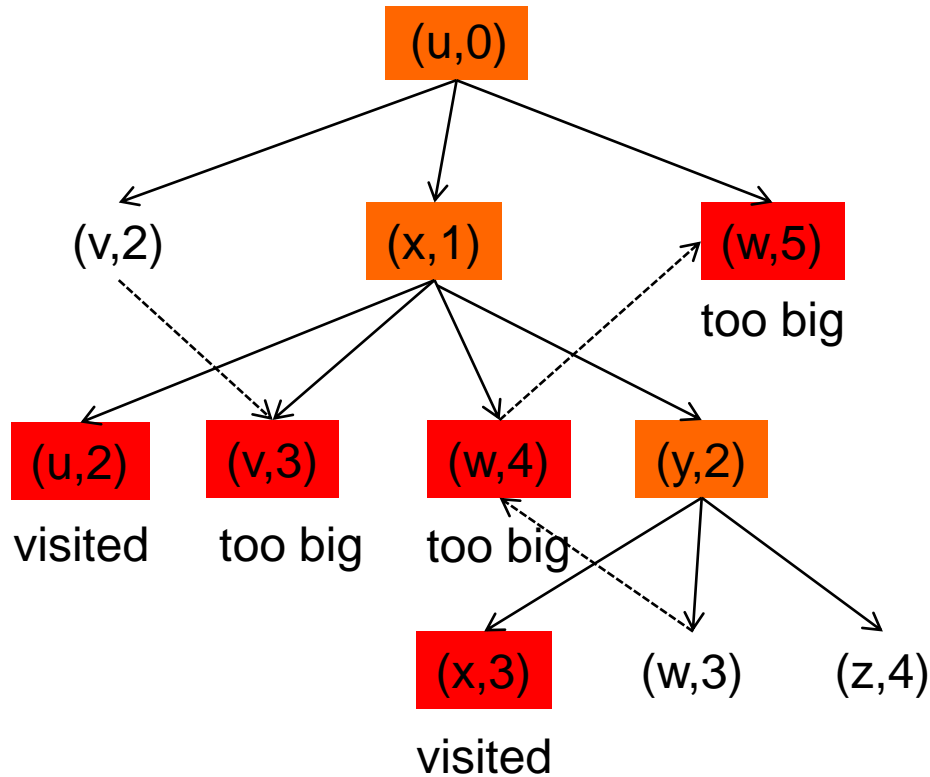 (u,0)
(v,2) (x,1) (w,5)
too big
(u,2) (v,3) (w,4) (y,2)
visited too big too big
(x,3) (w,3) (z,4)
visited